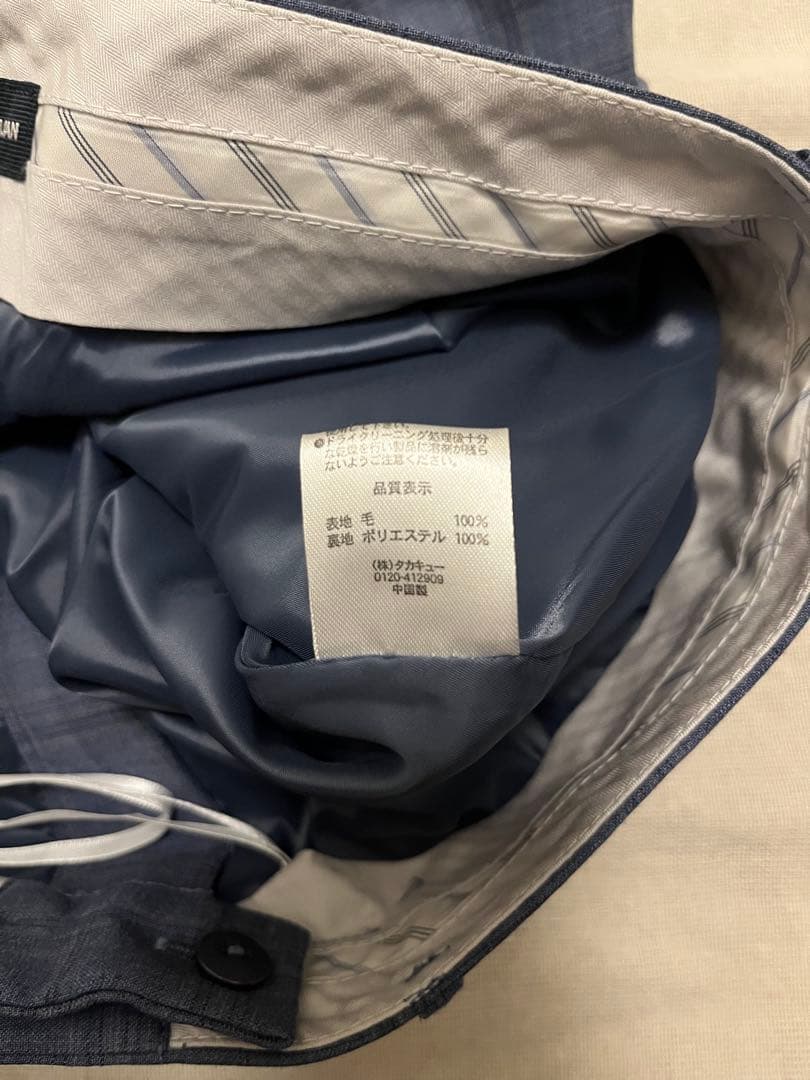 ●ドライクリーニング処理後十分
な乾燥を行い製品に溶剤が残ら
ないようご注意ください。
品質表示
表地 毛 100%
裏地 ポリエステル 100%
(株)タカキュー
0120-412909
中国製